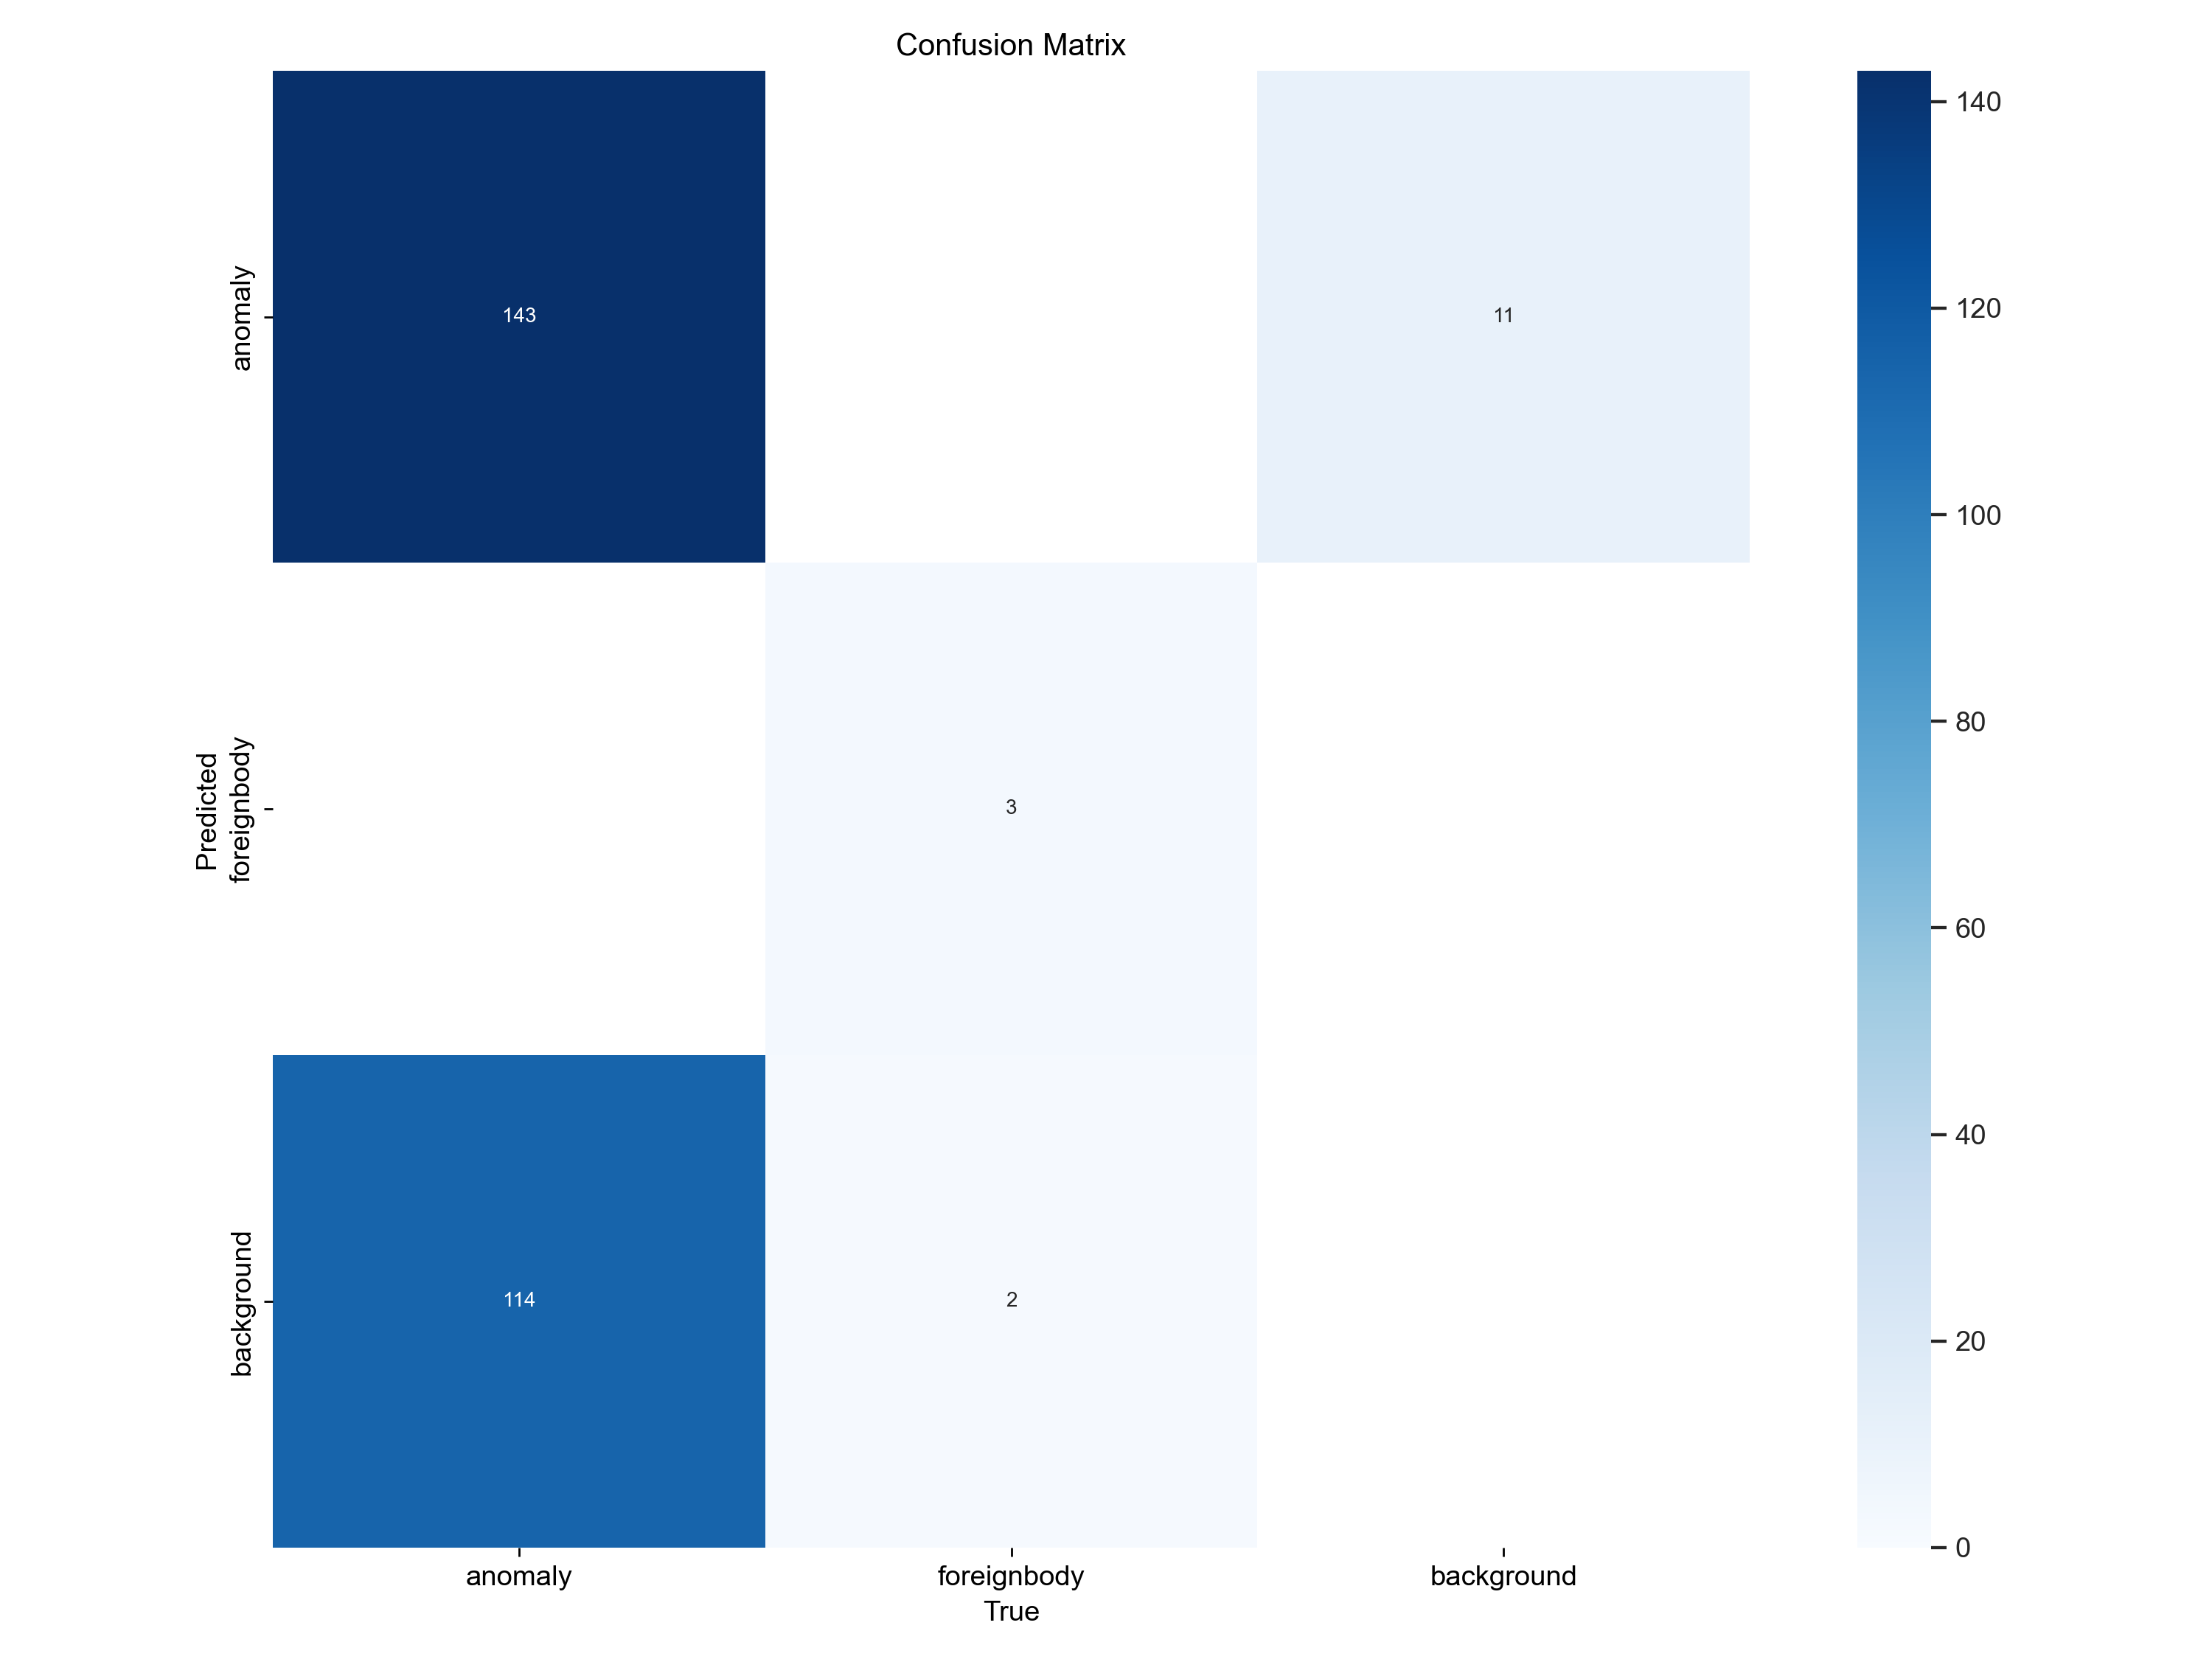 Confusion Matrix
anomaly
143
11
140
120
100
80
60
40
20
0
Predicted
foreignbody
3
background
114
2
anomaly
foreignbody
background
True